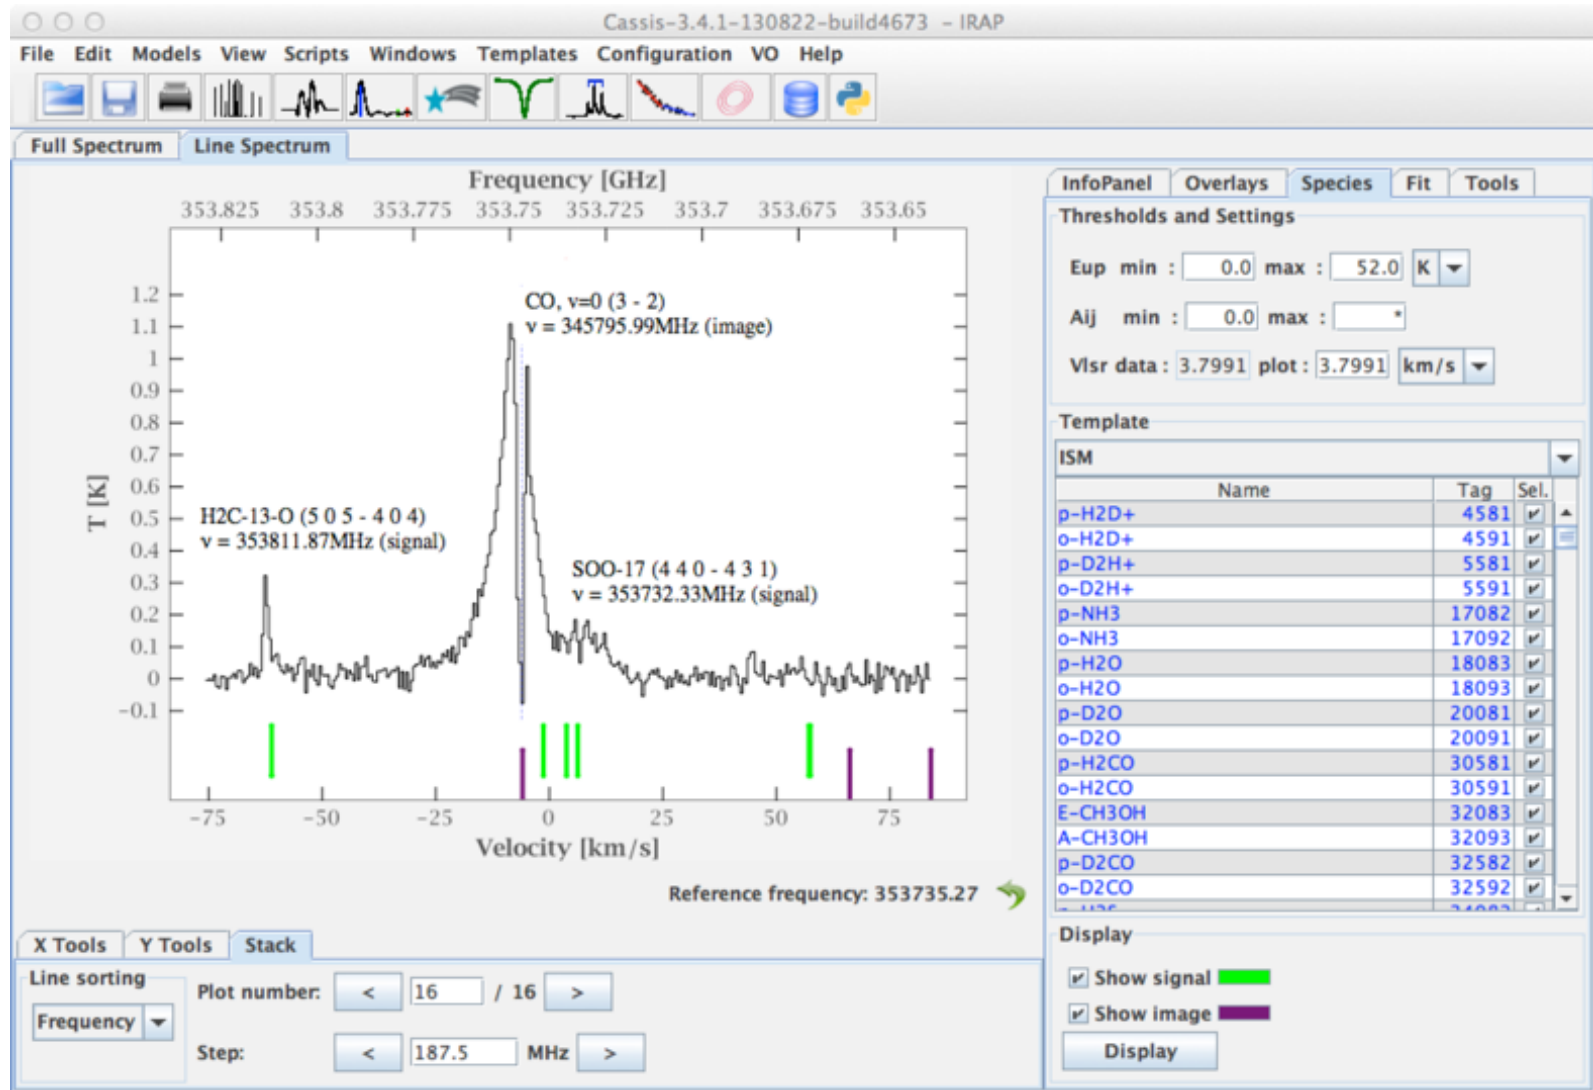 Cassis-3.4.1-130822-build4673 - IRAP
File Edit Models View Scripts Windows Templates Configuration VO Help
Full Spectrum Line Spectrum
Frequency [GHz]
353.825 353.8 353.775 353.75 353.725 353.7 353.675 353.65
1.2
1.1
1
0.9
0.8
0.7
0.6
0.5
0.4
0.3
0.2
0.1
0
-0.1
T [K]
CO, v=0 (3 - 2)
ν = 345795.99MHz (image)
H2C-13-O (5 0 5 - 4 0 4)
ν = 353811.87MHz (signal)
SOO-17 (4 4 0 - 4 3 1)
ν = 353732.33MHz (signal)
-75 -50 -25 0 25 50 75
Velocity [km/s]
Reference frequency: 353735.27
X Tools Y Tools Stack
Line sorting
Frequency
Plot number: < 16 / 16 >
Step: < 187.5 MHz >
InfoPanel Overlays Species Fit Tools
Thresholds and Settings
Eup min : 0.0 max : 52.0 K
Aij min : 0.0 max : *
Vlsr data : 3.7991 plot : 3.7991 km/s
Template
ISM
Name Tag Sel.
p-H2D+ 4581
o-H2D+ 4591
p-D2H+ 5581
o-D2H+ 5591
p-NH3 17082
o-NH3 17092
p-H2O 18083
o-H2O 18093
p-D2O 20081
o-D2O 20091
p-H2CO 30581
o-H2CO 30591
E-CH3OH 32083
A-CH3OH 32093
p-D2CO 32582
o-D2CO 32592
Display
Show signal
Show image
Display